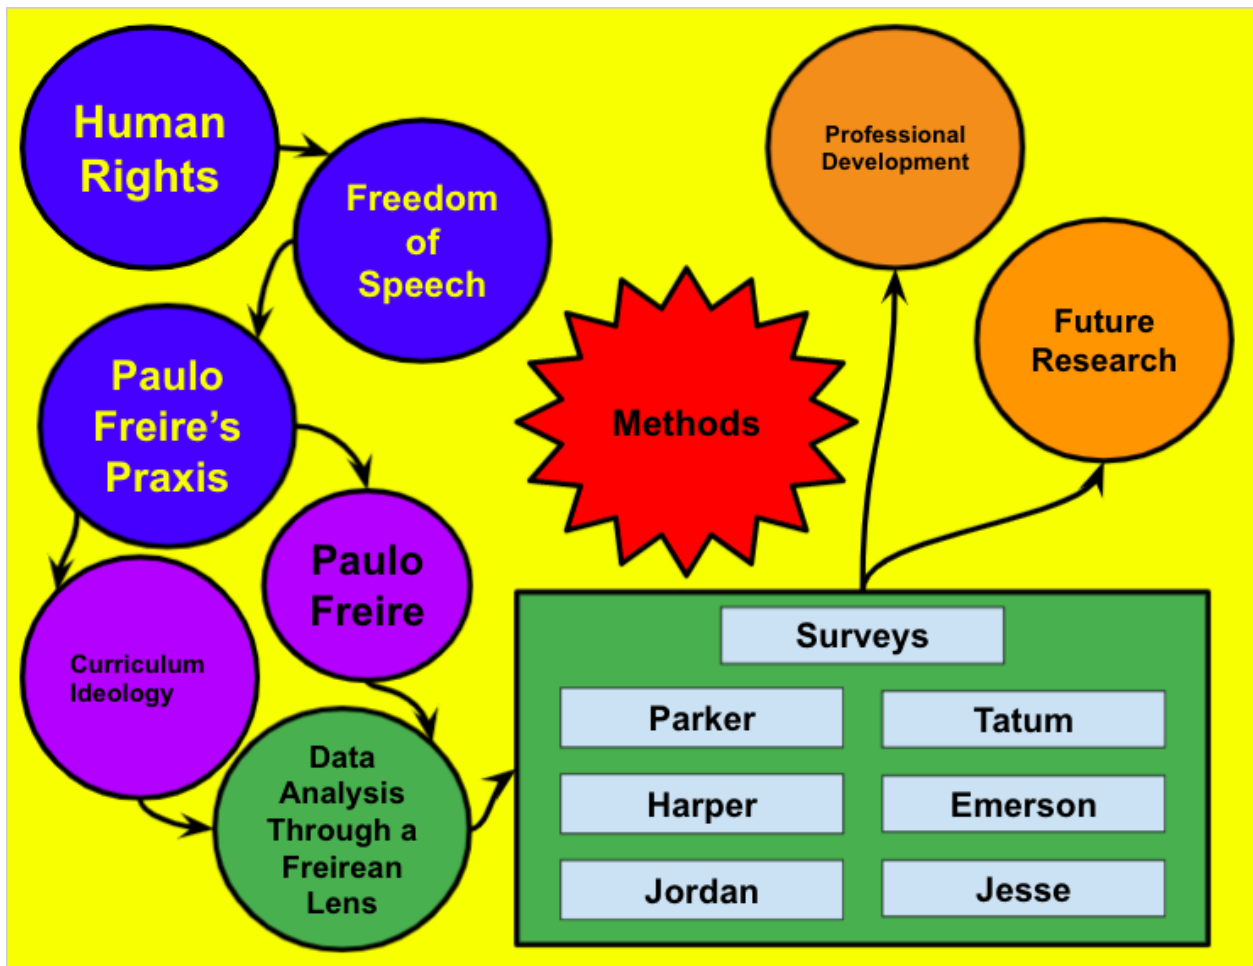 Human
Rights
Freedom
of
Speech
Paulo
Freire’s
Praxis
Paulo
Freire
Curriculum
Ideology
Data
Analysis
Through a
Freirean
Lens
Methods
Professional
Development
Future
Research
Surveys
Parker
Tatum
Harper
Emerson
Jordan
Jesse